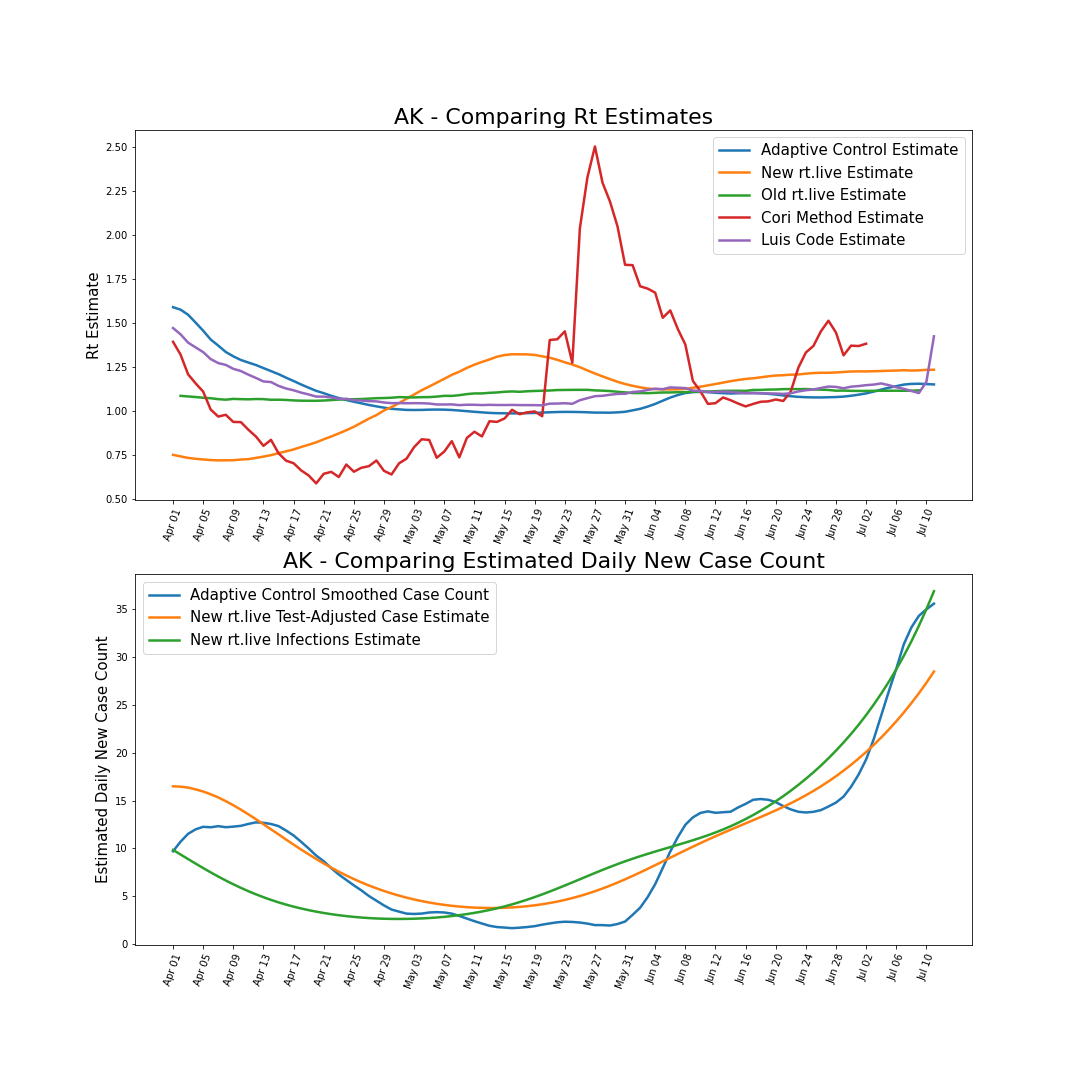 AK - Comparing Rt Estimates
Rt Estimate
2.50
2.25
2.00
1.75
1.50
1.25
1.00
0.75
0.50
Adaptive Control Estimate
New rt.live Estimate
Old rt.live Estimate
Cori Method Estimate
Luis Code Estimate
Apr 01 Apr 05 Apr 09 Apr 13 Apr 17 Apr 21 Apr 25 Apr 29 May 03 May 07 May 11 May 15 May 19 May 23 May 27 May 31 Jun 04 Jun 08 Jun 12 Jun 16 Jun 20 Jun 24 Jun 28 Jul 02 Jul 06 Jul 10
AK - Comparing Estimated Daily New Case Count
Estimated Daily New Case Count
35
30
25
20
15
10
5
0
Adaptive Control Smoothed Case Count
New rt.live Test-Adjusted Case Estimate
New rt.live Infections Estimate
Apr 01 Apr 05 Apr 09 Apr 13 Apr 17 Apr 21 Apr 25 Apr 29 May 03 May 07 May 11 May 15 May 19 May 23 May 27 May 31 Jun 04 Jun 08 Jun 12 Jun 16 Jun 20 Jun 24 Jun 28 Jul 02 Jul 06 Jul 10